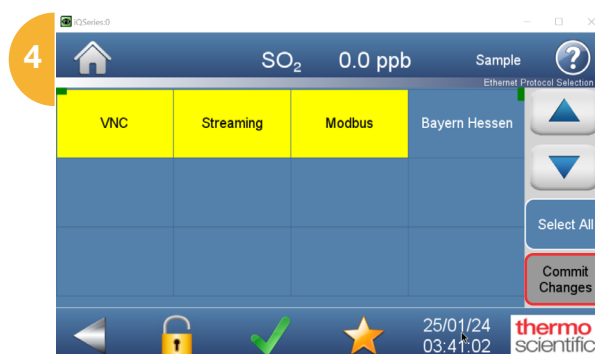 4
iQSeries:0
SO₂ 0.0 ppb Sample
Ethernet Protocol Selection
VNC Streaming Modbus Bayern Hessen
Select All
Commit
Changes
25/01/24
03:41:02
thermo
scientific